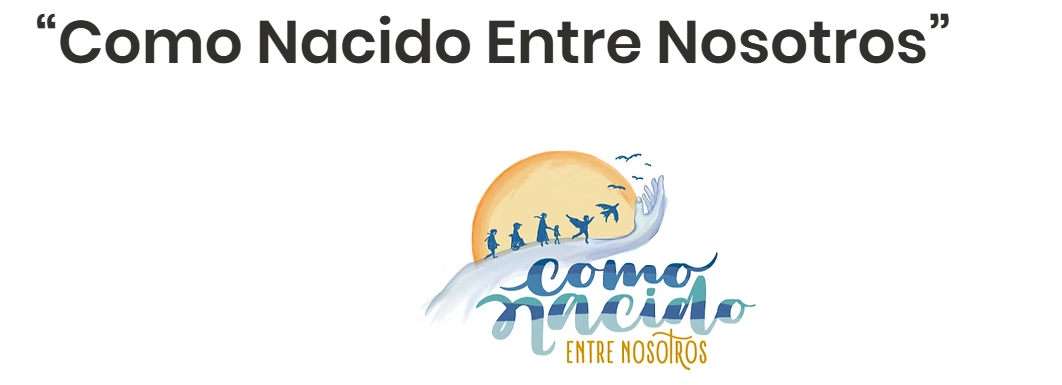 “Como Nacido Entre Nosotros”
como
nacido
ENTRE NOSOTROS